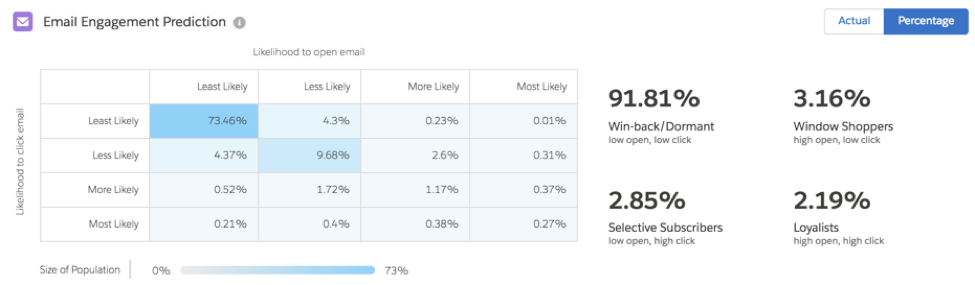 Email Engagement Prediction
Actual Percentage
Likelihood to open email
Likelihood to click email
Least Likely Less Likely More Likely Most Likely
Least Likely 73.46% 4.3% 0.23% 0.01%
Less Likely 4.37% 9.68% 2.6% 0.31%
More Likely 0.52% 1.72% 1.17% 0.37%
Most Likely 0.21% 0.4% 0.38% 0.27%
Size of Population 0% 73%
91.81%
Win-back/Dormant
low open, low click
3.16%
Window Shoppers
high open, low click
2.85%
Selective Subscribers
low open, high click
2.19%
Loyalists
high open, high click